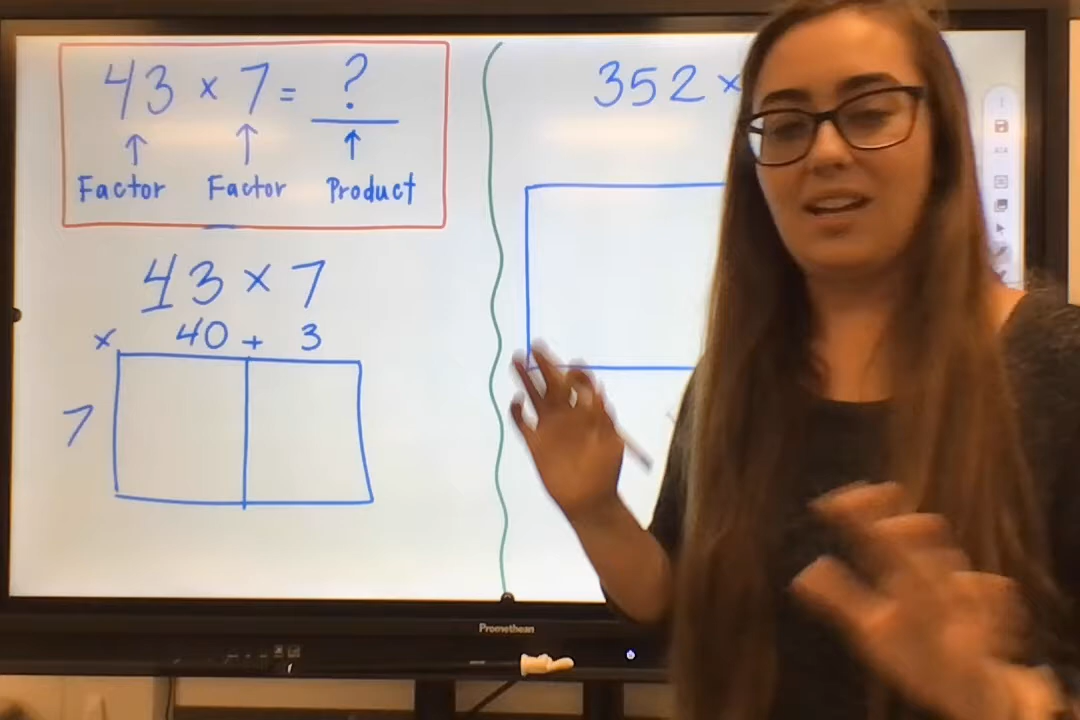 43 × 7 = ?
Factor Factor Product
43 × 7
× 40 + 3
7
352 ×
Promethean